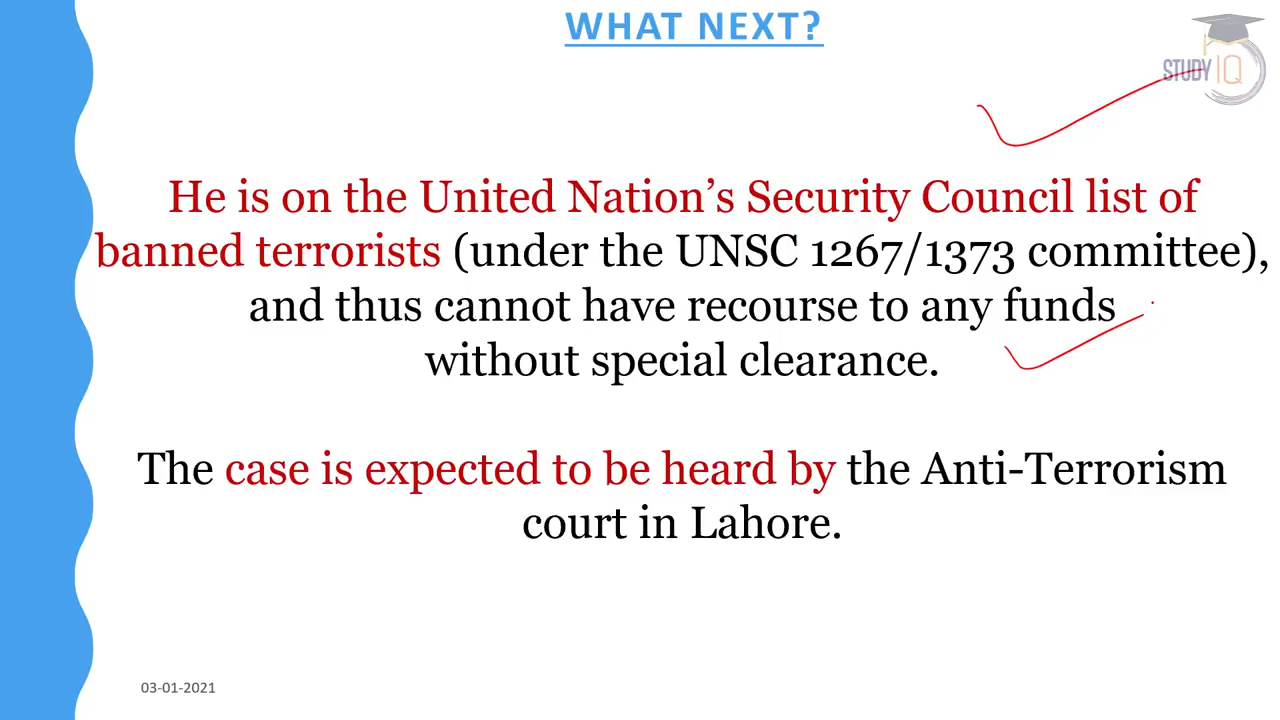 WHAT NEXT?
STUDY IQ
He is on the United Nation’s Security Council list of
banned terrorists (under the UNSC 1267/1373 committee),
and thus cannot have recourse to any funds
without special clearance.
The case is expected to be heard by the Anti-Terrorism
court in Lahore.
03-01-2021